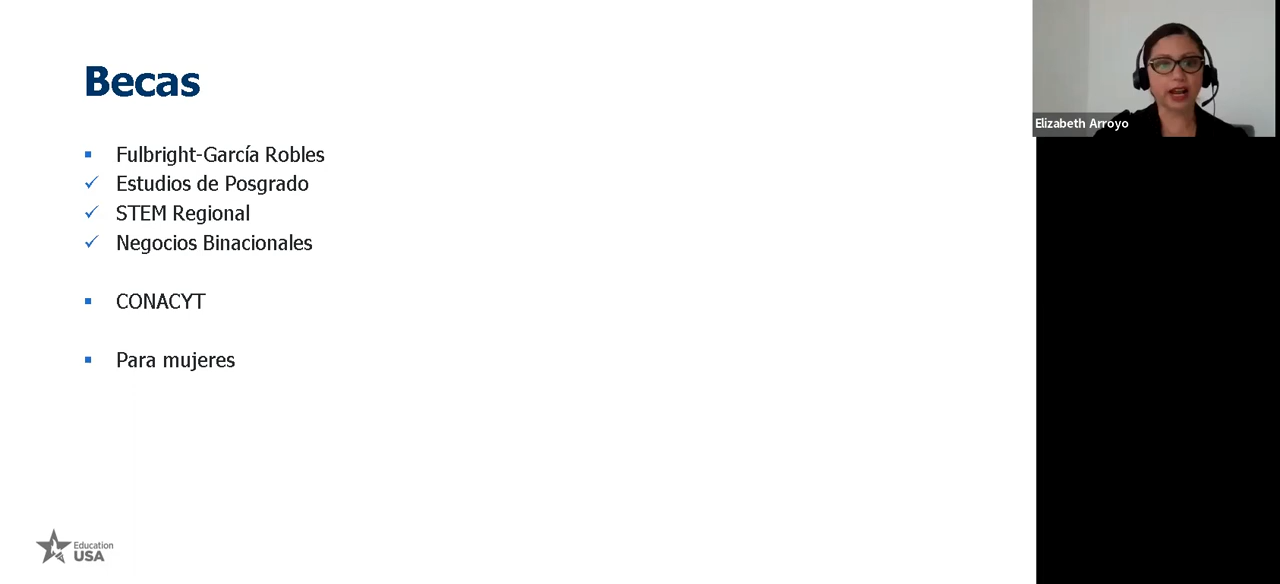 Becas
Fulbright-García Robles
Estudios de Posgrado
STEM Regional
Negocios Binacionales
CONACYT
Para mujeres
Education
USA
Elizabeth Arroyo